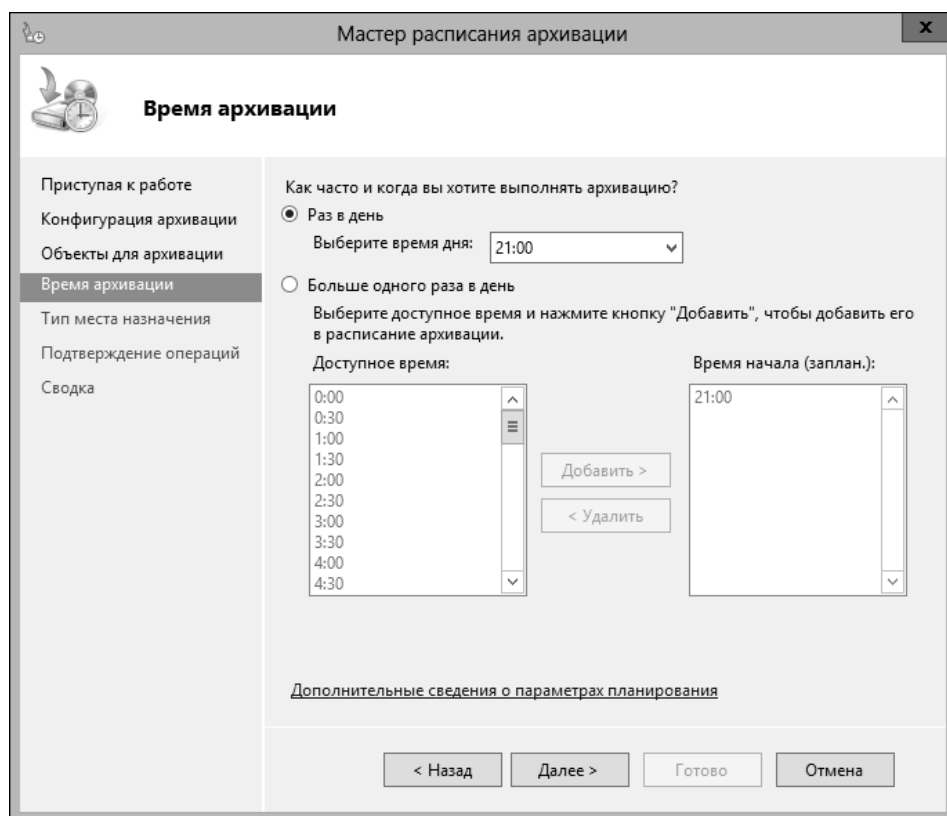 Мастер расписания архивации
x
Время архивации
Приступая к работе
Конфигурация архивации
Объекты для архивации
Время архивации
Тип места назначения
Подтверждение операций
Сводка
Как часто и когда вы хотите выполнять архивацию?
Раз в день
Выберите время дня: 21:00
Больше одного раза в день
Выберите доступное время и нажмите кнопку "Добавить", чтобы добавить его
в расписание архивации.
Доступное время:
0:00
0:30
1:00
1:30
2:00
2:30
3:00
3:30
4:00
4:30
Добавить >
< Удалить
Время начала (заплан.):
21:00
Дополнительные сведения о параметрах планирования
< Назад
Далее >
Готово
Отмена